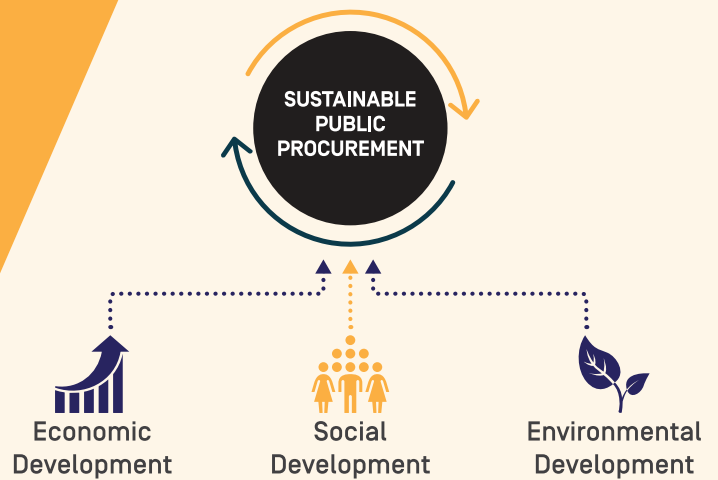 SUSTAINABLE
PUBLIC
PROCUREMENT
Economic
Development
Social
Development
Environmental
Development